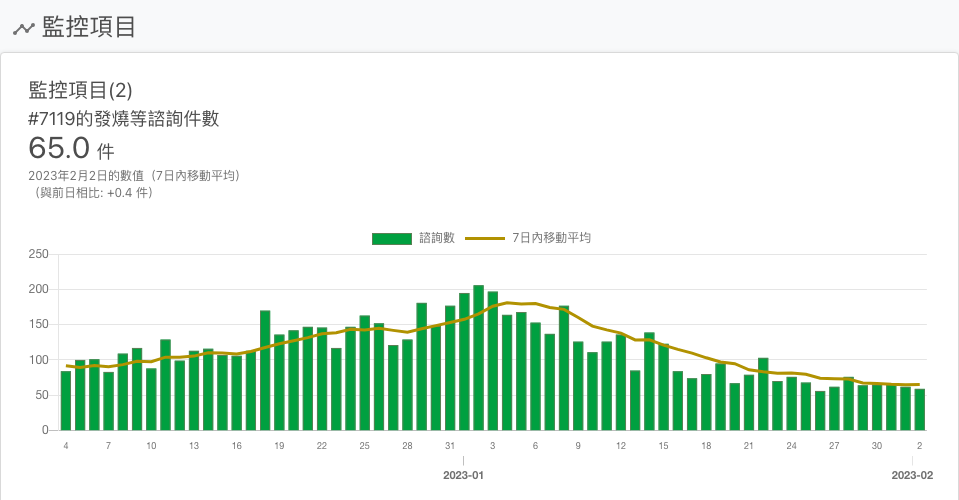 監控項目
監控項目(2)
#7119的發燒等諮詢件數
65.0 件
2023年2月2日的數值（7日內移動平均）
（與前日相比: +0.4 件）
諮詢數 7日內移動平均
250
200
150
100
50
0
4 7 10 13 16 19 22 25 28 31 3 6 9 12 15 18 21 24 27 30 2
2023-01 2023-02